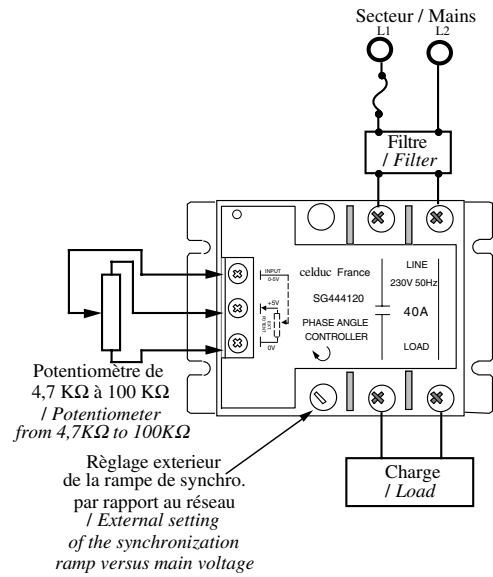 Secteur / Mains
L1 L2
Filtre
/ Filter
INPUT
0-5V
+5V
EXT.
POTENT.
0V
celduc France
SG444120
PHASE ANGLE
CONTROLLER
LINE
230V 50Hz
40A
LOAD
Potentiomètre de
4,7 KΩ à 100 KΩ
/ Potentiometer
from 4,7KΩ to 100KΩ
Règlage exterieur
de la rampe de synchro.
par rapport au réseau
/ External setting
of the synchronization
ramp versus main voltage
Charge
/ Load